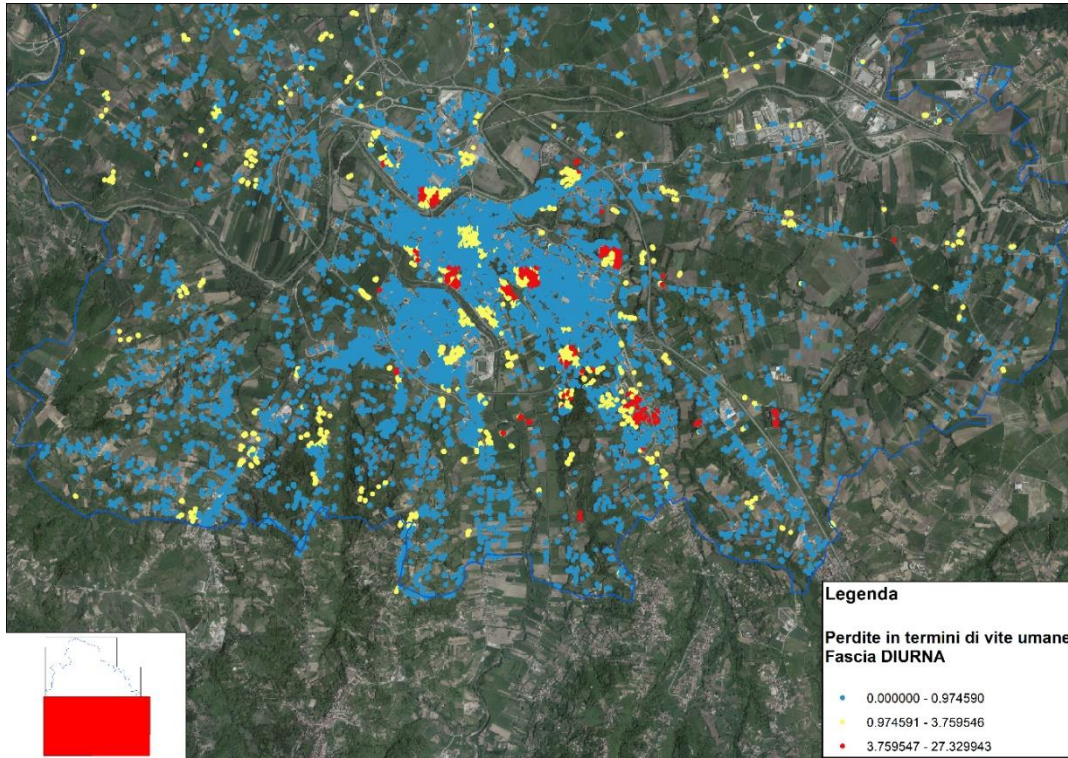 Legenda
Perdite in termini di vite umane
Fascia DIURNA
0.000000 - 0.974590
0.974591 - 3.759546
3.759547 - 27.329943